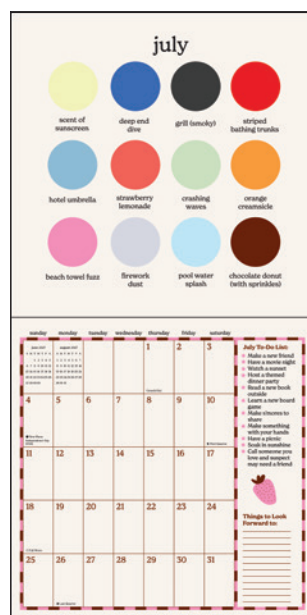 july
scent of
sunscreen
deep end
dive
grill (smoky)
striped
bathing trunks
hotel umbrella
strawberry
lemonade
crashing
waves
orange
creamsicle
beach towel fuzz
firework
dust
pool water
splash
chocolate donut
(with sprinkles)
sunday monday tuesday wednesday thursday friday saturday
June 2027 August 2027
1 2 3
4 5 6 7 8 9 10
11 12 13 14 15 16 17
18 19 20 21 22 23 24
25 26 27 28 29 30 31
July To Do List:
Make a new friend
Have a movie night
Watch a sunset
Host a themed
dinner party
Read a new book
outside
Learn a new board
game
Make s'mores to
share
Make something
with your hands
Have a picnic
Soak in sunshine
Call someone you
love and suspect
may need a friend
Things to Look
Forward to: